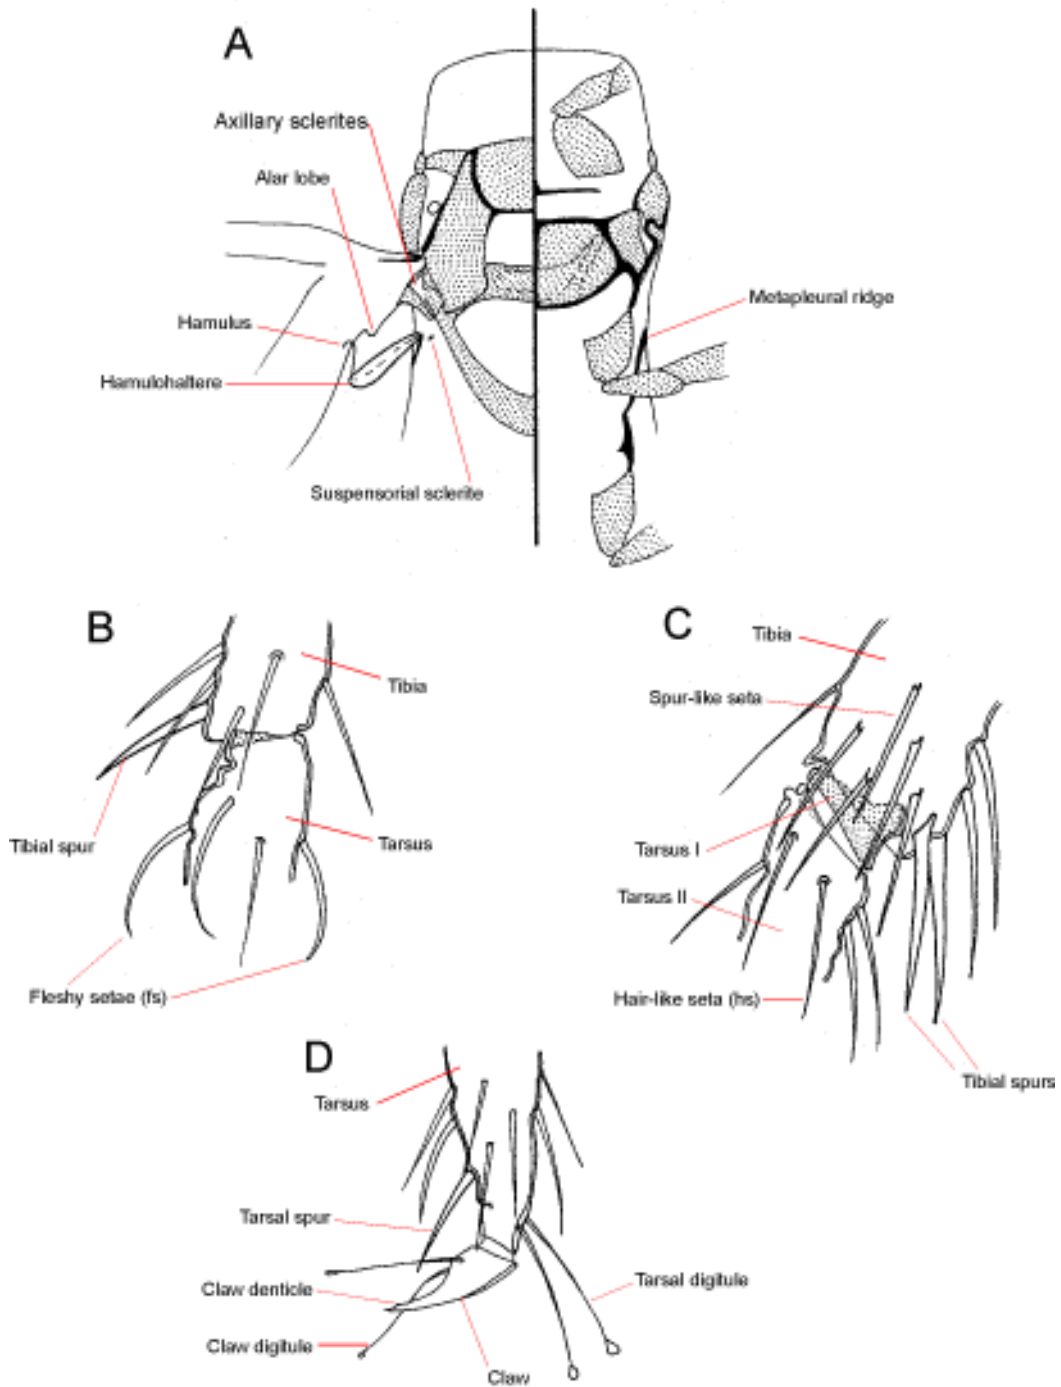 A
Axillary sclerites
Alar lobe
Metapleural ridge
Hamulus
Hamulohaltere
Suspensorial sclerite
B
Tibia
Tibial spur
Tarsus
Fleshy setae (fs)
C
Tibia
Spur-like seta
Tarsus I
Tarsus II
Hair-like seta (hs)
Tibial spurs
D
Tarsus
Tarsal spur
Tarsal digitule
Claw denticle
Claw digitule
Claw